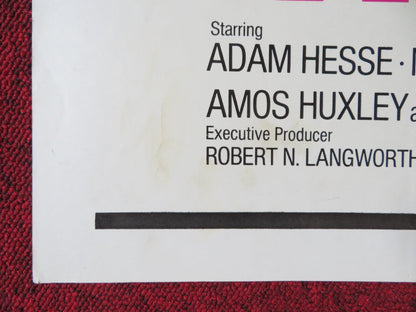 Starring
ADAM HESSE ·
AMOS HUXLEY a
Executive Producer
ROBERT N. LANGWORTH